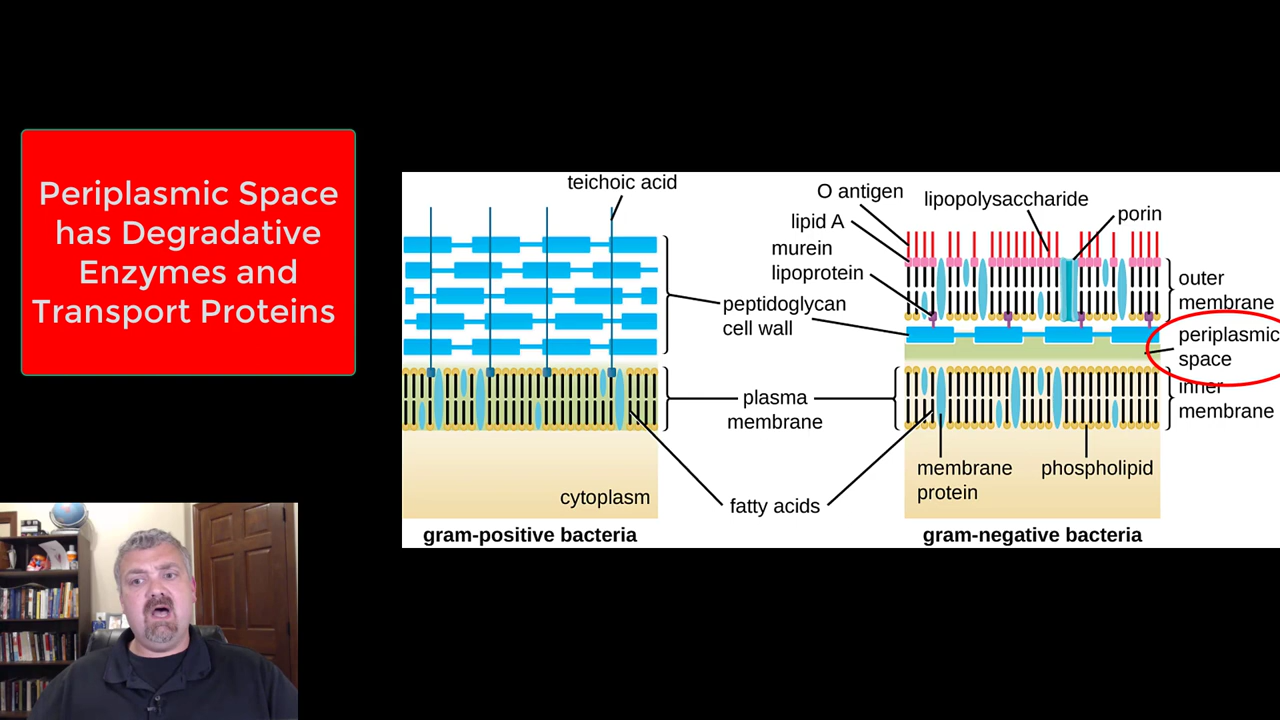 Periplasmic Space
has Degradative
Enzymes and
Transport Proteins
teichoic acid
peptidoglycan
cell wall
plasma
membrane
fatty acids
cytoplasm
gram-positive bacteria
O antigen
lipopolysaccharide
porin
lipid A
murein
lipoprotein
outer
membrane
periplasmic
space
inner
membrane
membrane
protein
phospholipid
gram-negative bacteria